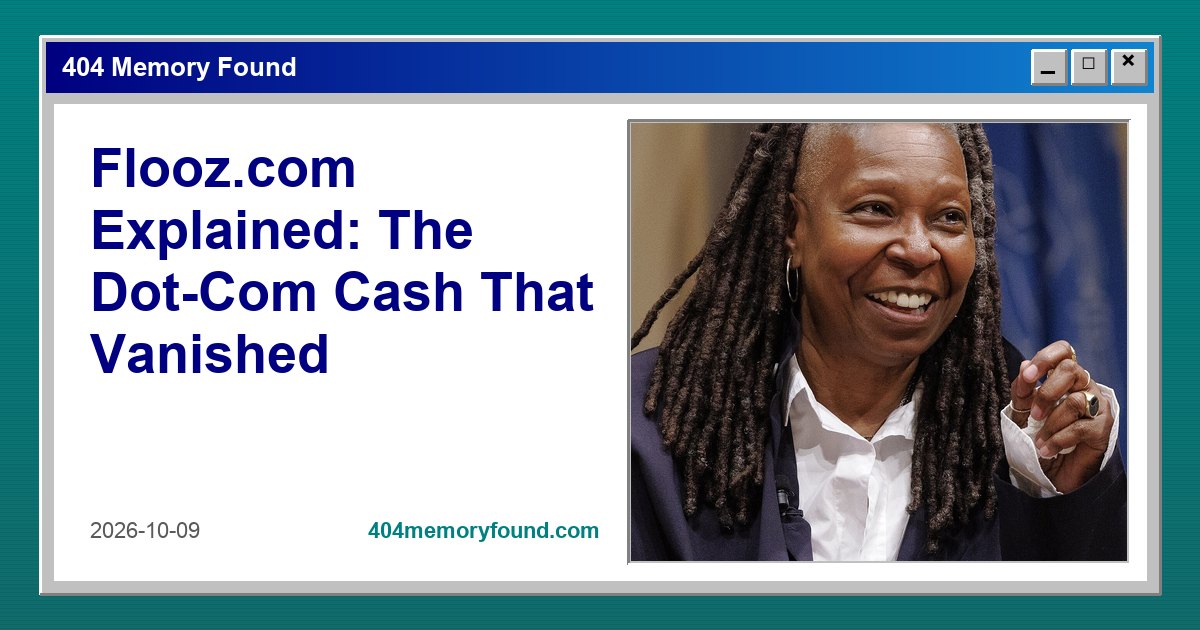 404 Memory Found
Flooz.com
Explained: The
Dot-Com Cash That
Vanished
2026-10-09
404memoryfound.com